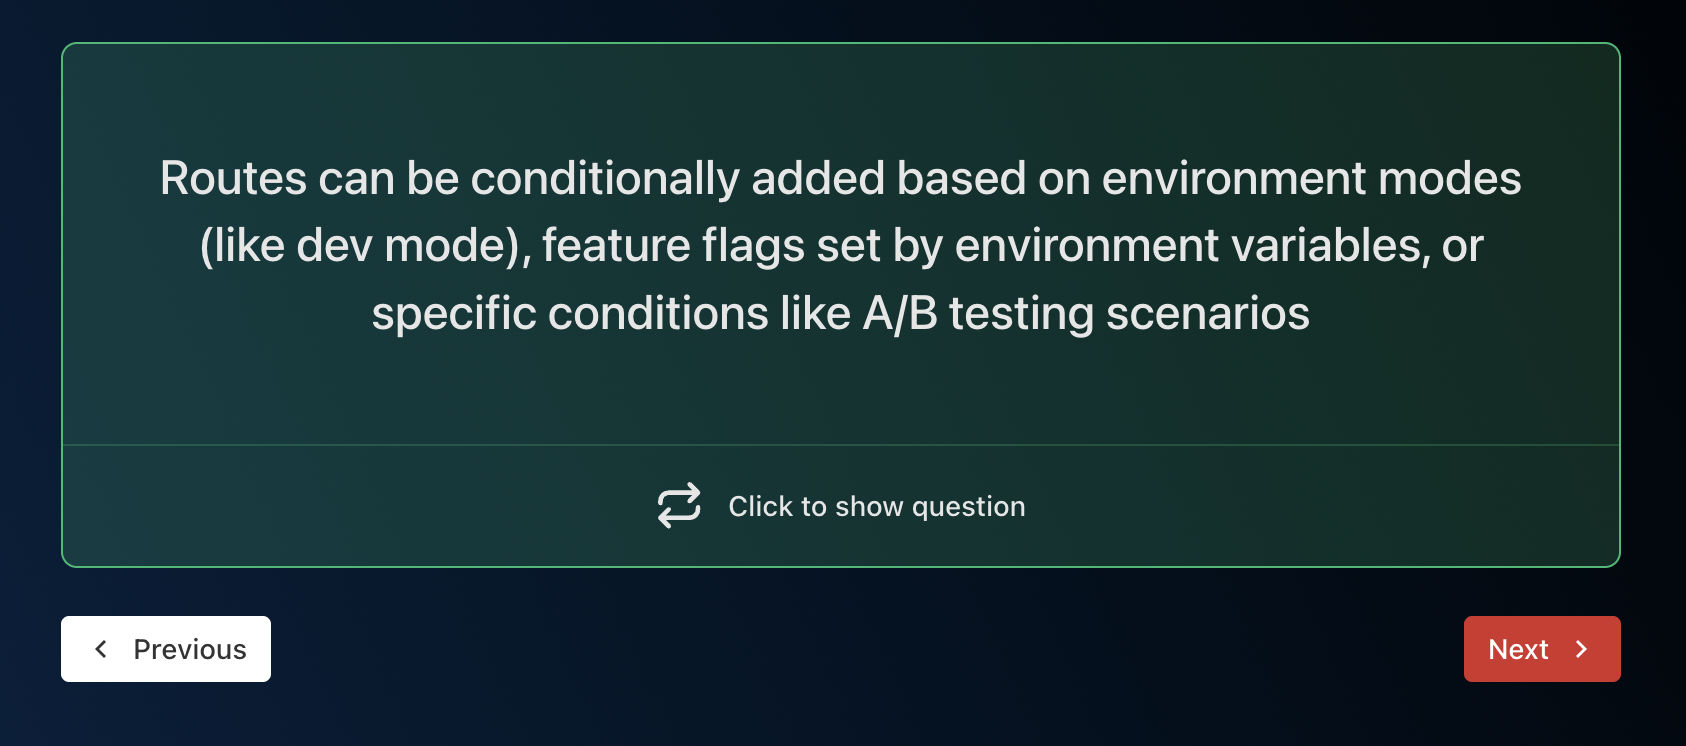 Routes can be conditionally added based on environment modes
(like dev mode), feature flags set by environment variables, or
specific conditions like A/B testing scenarios
Click to show question
Previous
Next